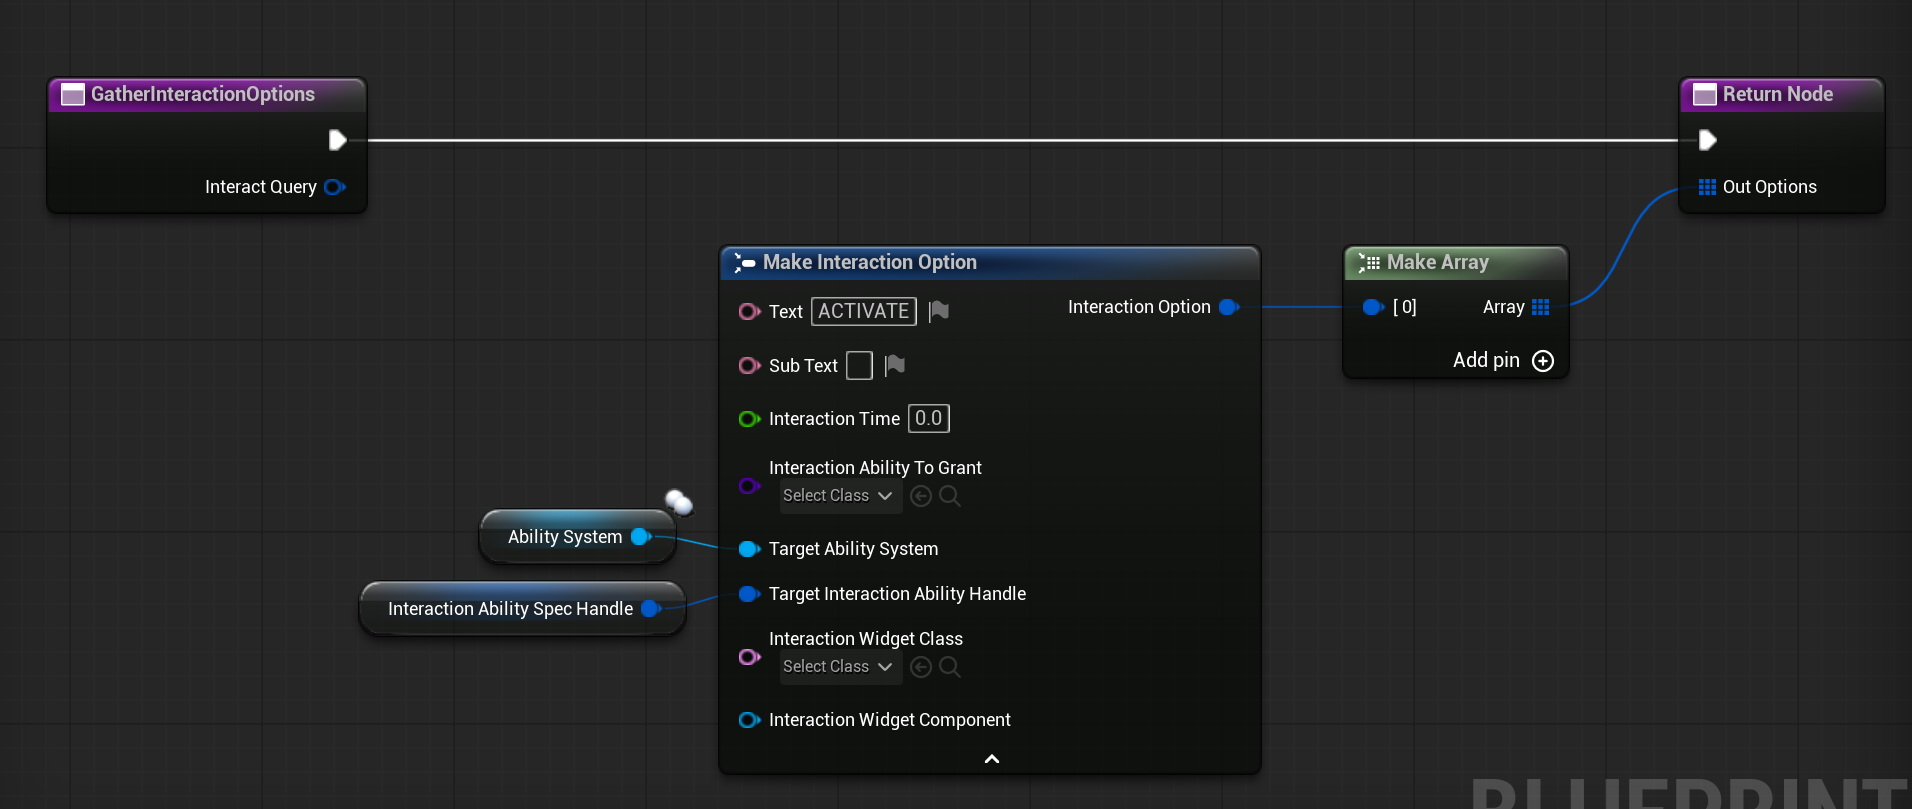 GatherInteractionOptions
Interact Query
Return Node
Out Options
Make Interaction Option
Text ACTIVATE
Interaction Option
Sub Text
Interaction Time 0.0
Interaction Ability To Grant
Select Class
Target Ability System
Target Interaction Ability Handle
Interaction Widget Class
Select Class
Interaction Widget Component
Ability System
Interaction Ability Spec Handle
Make Array
[ 0]
Array
Add pin
BLUEPRINT